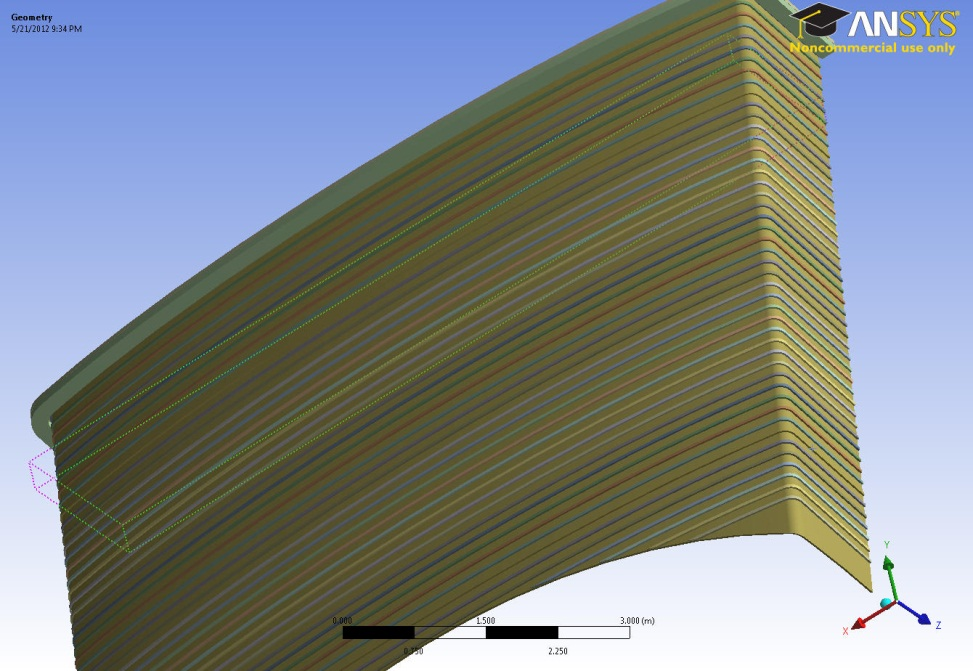 Geometry
5/21/2012 9:34 PM
ANSYS®
Noncommercial use only
0.000 1.500 3.000 (m)
0.750 2.250
Y
X Z